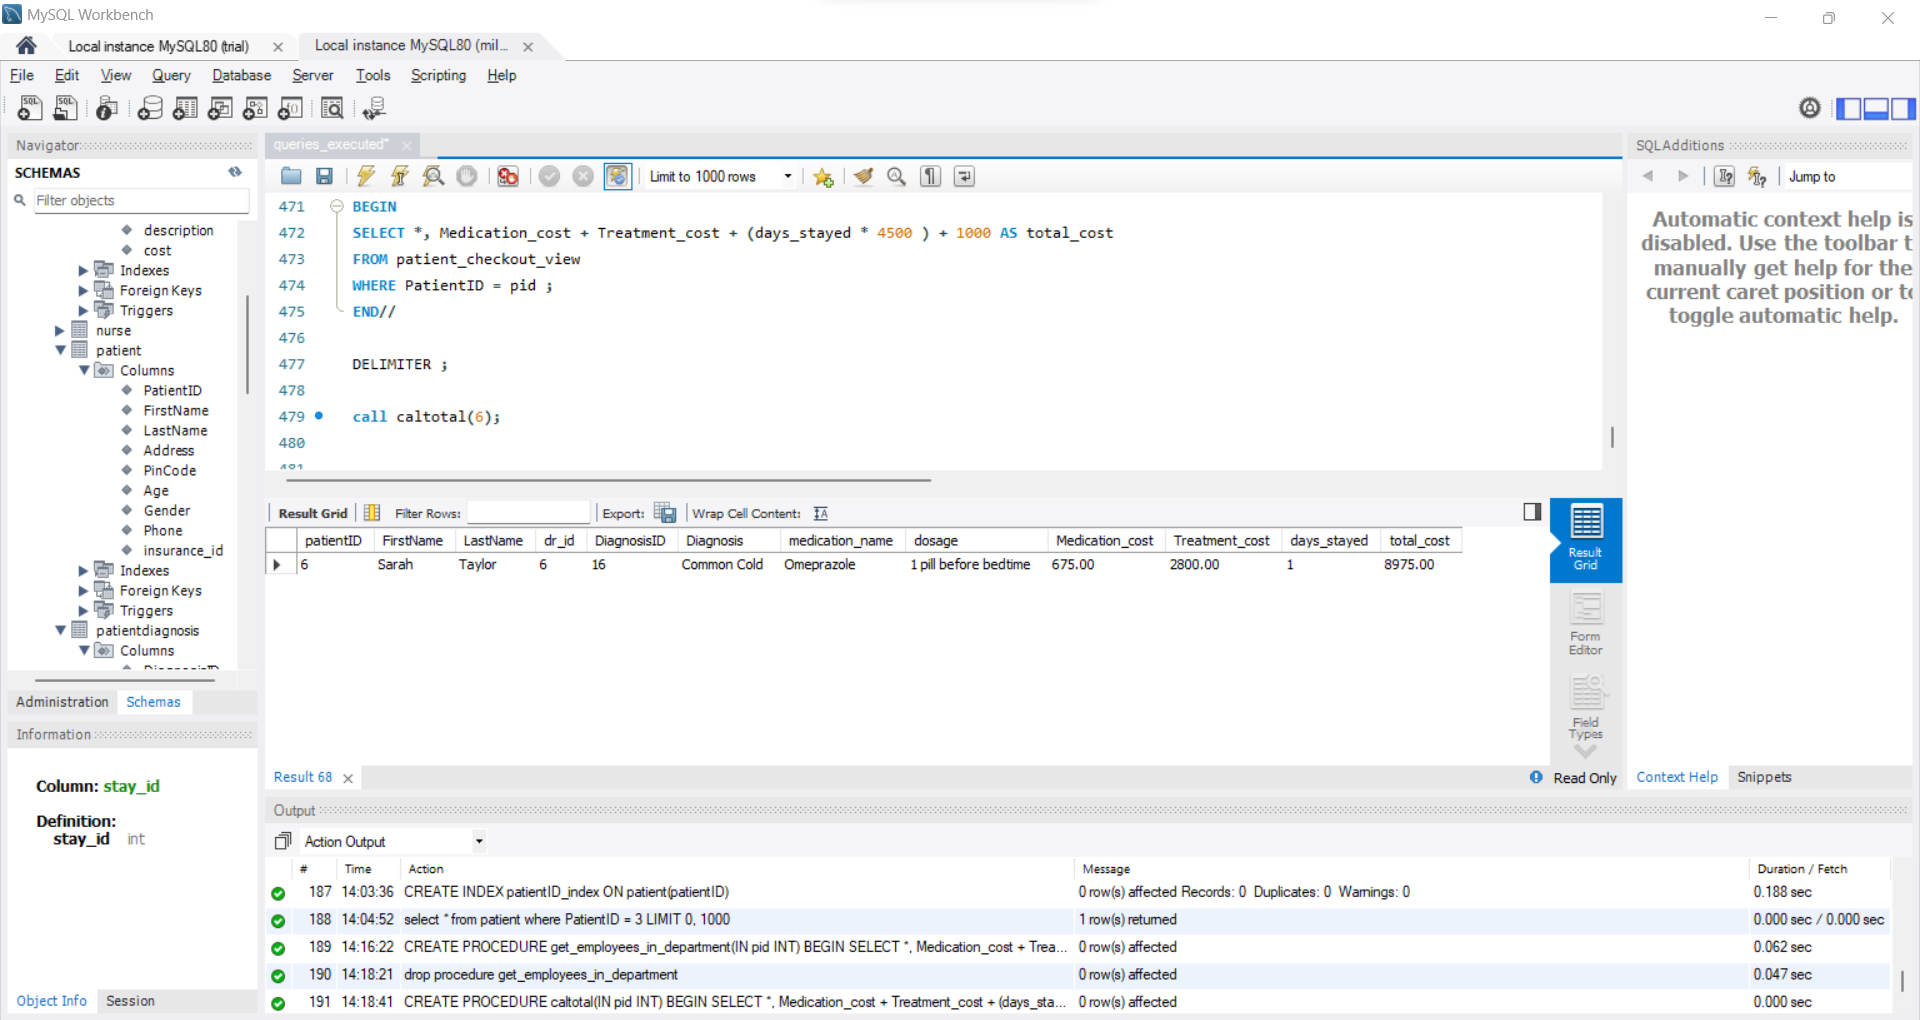 MySQL Workbench
Local instance MySQL80 (trial)
Local instance MySQL80 (mil...
File Edit View Query Database Server Tools Scripting Help
Navigator
SCHEMAS
Filter objects
description
cost
Indexes
Foreign Keys
Triggers
nurse
patient
Columns
PatientID
FirstName
LastName
Address
PinCode
Age
Gender
Phone
insurance_id
Indexes
Foreign Keys
Triggers
patientdiagnosis
Columns
DiagnosisID
Administration Schemas
Information
Column: stay_id
Definition:
stay_id int
Object Info Session
queries_executed*
Limit to 1000 rows
471 BEGIN
472 SELECT *, Medication_cost + Treatment_cost + (days_stayed * 4500 ) + 1000 AS total_cost
473 FROM patient_checkout_view
474 WHERE PatientID = pid ;
475 END//
476
477 DELIMITER ;
478
479 call caltotal(6);
480
481
Result Grid Filter Rows: Export: Wrap Cell Content:
patientID FirstName LastName dr_id DiagnosisID Diagnosis medication_name dosage Medication_cost Treatment_cost days_stayed total_cost
6 Sarah Taylor 6 16 Common Cold Omeprazole 1 pill before bedtime 675.00 2800.00 1 8975.00
Result
Grid
Form
Editor
Field
Types
Result 68
Read Only
SQLAdditions
Jump to
Automatic context help is
disabled. Use the toolbar t
manually get help for the
current caret position or to
toggle automatic help.
Context Help Snippets
Output
Action Output
# Time Action Message Duration / Fetch
187 14:03:36 CREATE INDEX patientID_index ON patient(patientID) 0 row(s) affected Records: 0 Duplicates: 0 Warnings: 0 0.188 sec
188 14:04:52 select * from patient where PatientID = 3 LIMIT 0, 1000 1 row(s) returned 0.000 sec / 0.000 sec
189 14:16:22 CREATE PROCEDURE get_employees_in_department(IN pid INT) BEGIN SELECT *, Medication_cost + Trea... 0 row(s) affected 0.062 sec
190 14:18:21 drop procedure get_employees_in_department 0 row(s) affected 0.047 sec
191 14:18:41 CREATE PROCEDURE caltotal(IN pid INT) BEGIN SELECT *, Medication_cost + Treatment_cost + (days_sta... 0 row(s) affected 0.000 sec